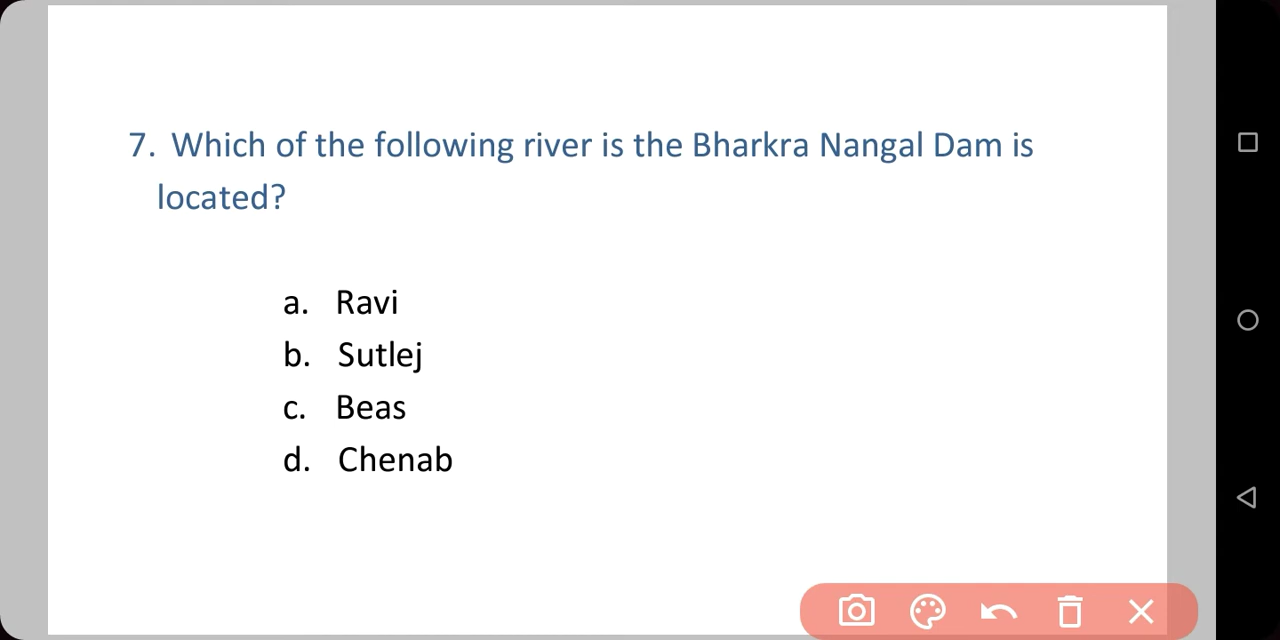 7. Which of the following river is the Bharkra Nangal Dam is
located?
a. Ravi
b. Sutlej
c. Beas
d. Chenab